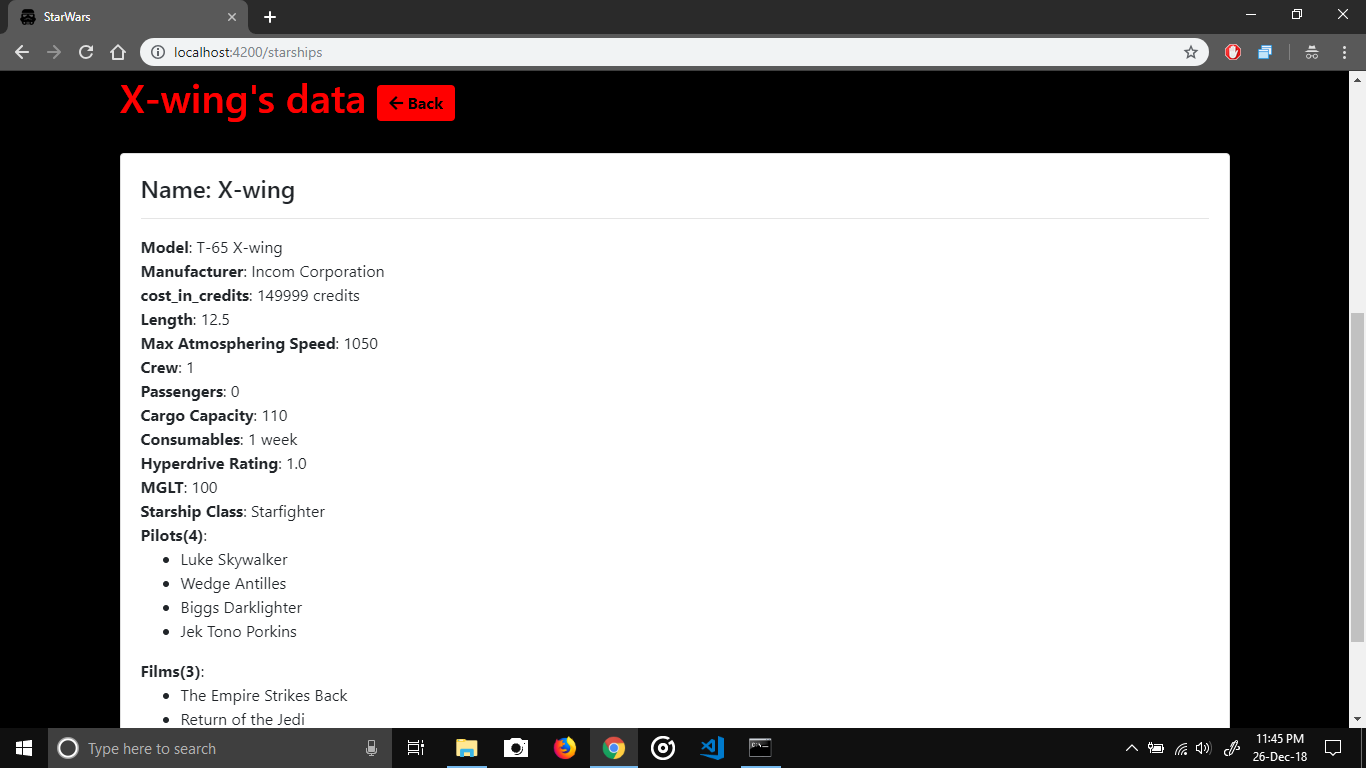 StarWars
localhost:4200/starships
X-wing's data
Back
Name: X-wing
Model: T-65 X-wing
Manufacturer: Incom Corporation
cost_in_credits: 149999 credits
Length: 12.5
Max Atmosphering Speed: 1050
Crew: 1
Passengers: 0
Cargo Capacity: 110
Consumables: 1 week
Hyperdrive Rating: 1.0
MGLT: 100
Starship Class: Starfighter
Pilots(4):
Luke Skywalker
Wedge Antilles
Biggs Darklighter
Jek Tono Porkins
Films(3):
The Empire Strikes Back
Return of the Jedi
Type here to search
11:45 PM
26-Dec-18